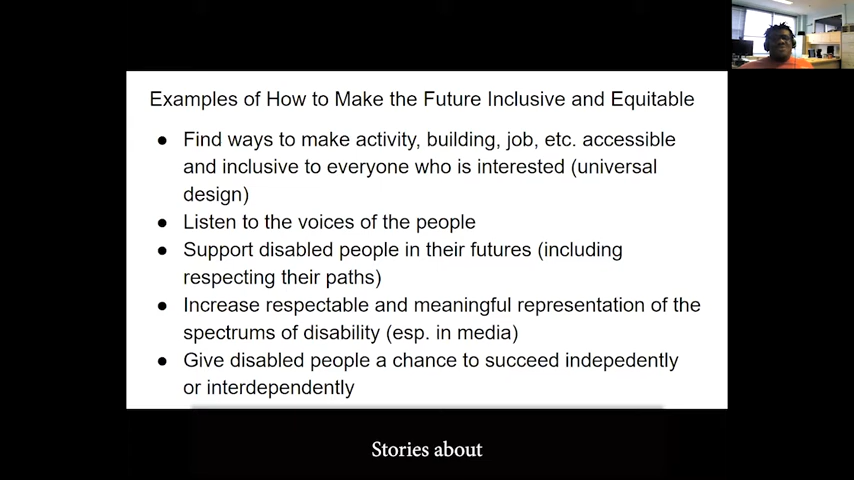 Examples of How to Make the Future Inclusive and Equitable
● Find ways to make activity, building, job, etc. accessible
and inclusive to everyone who is interested (universal
design)
● Listen to the voices of the people
● Support disabled people in their futures (including
respecting their paths)
● Increase respectable and meaningful representation of the
spectrums of disability (esp. in media)
● Give disabled people a chance to succeed indepedently
or interdependently
Stories about